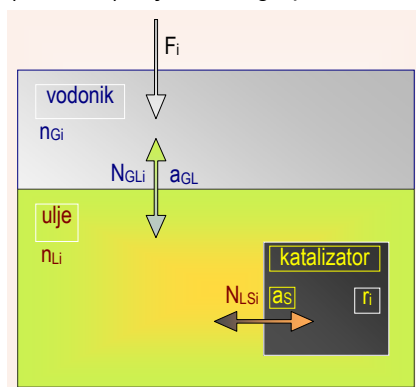 Fi
vodonik
nGi
NGLi aGL
ulje
nLi
katalizator
NLSi as ri